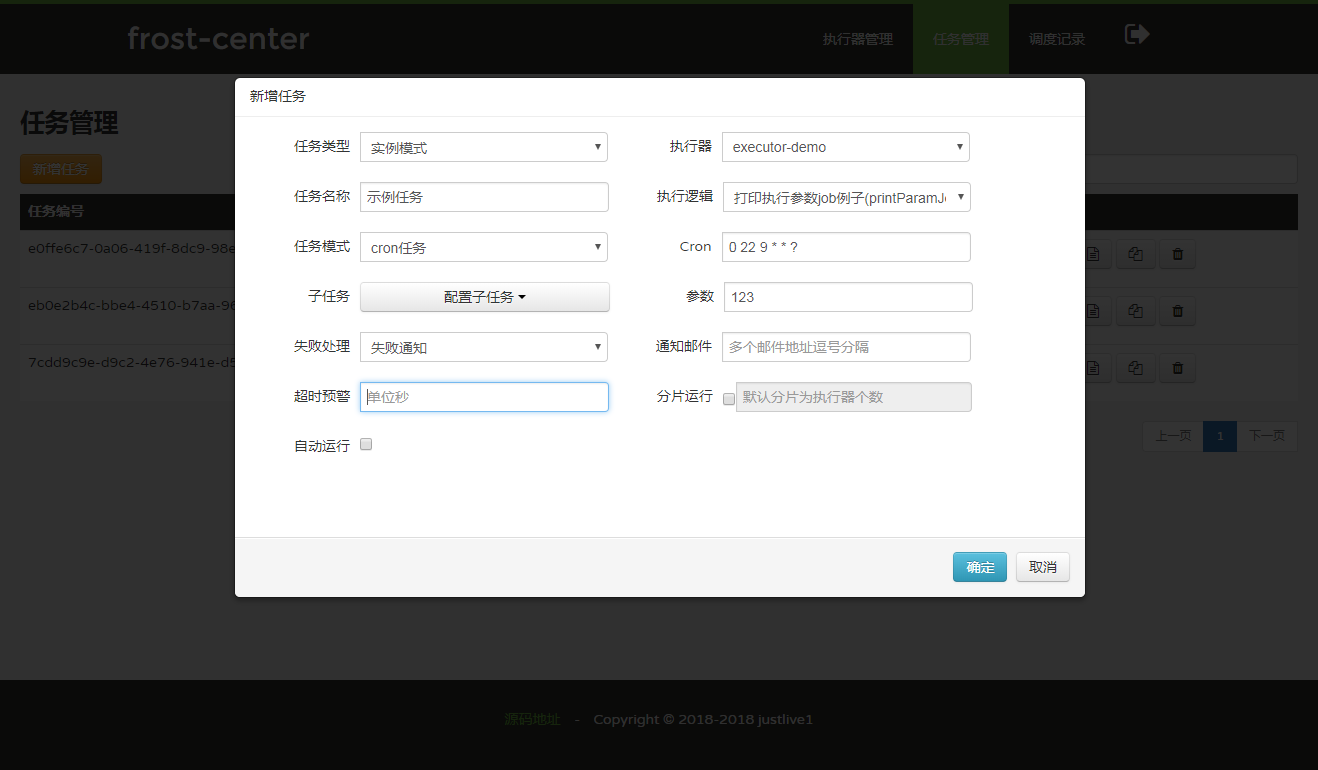 frost-center
执行器管理 任务管理 调度记录
新增任务
任务管理
任务类型 实例模式 执行器 executor-demo
新增任务
任务名称 示例任务 执行逻辑 打印执行参数job例子(printParamJ
任务编号
任务模式 cron任务 Cron 0 22 9 * * ?
e0ffe6c7-0a06-419f-8dc9-98e
子任务 配置子任务 参数 123
eb0e2b4c-bbe4-4510-b7aa-96
失败处理 失败通知 通知邮件 多个邮件地址逗号分隔
7cdd9c9e-d9c2-4e76-941e-d5
超时预警 单位秒 分片运行 默认分片为执行器个数
自动运行
上一页 1 下一页
确定 取消
源码地址 - Copyright © 2018-2018 justlive1